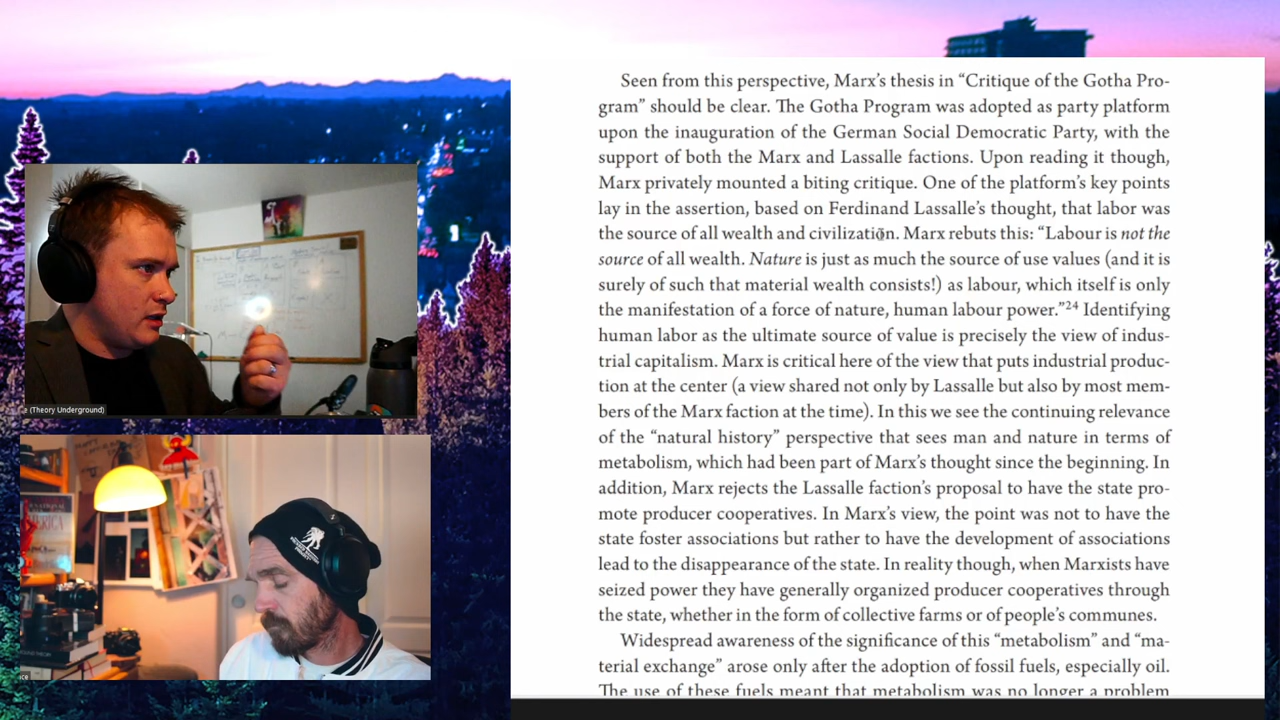 Seen from this perspective, Marx’s thesis in “Critique of the Gotha Pro-
gram” should be clear. The Gotha Program was adopted as party platform
upon the inauguration of the German Social Democratic Party, with the
support of both the Marx and Lassalle factions. Upon reading it though,
Marx privately mounted a biting critique. One of the platform’s key points
lay in the assertion, based on Ferdinand Lassalle’s thought, that labor was
the source of all wealth and civilization. Marx rebuts this: “Labour is not the
source of all wealth. Nature is just as much the source of use values (and it is
surely of such that material wealth consists!) as labour, which itself is only
the manifestation of a force of nature, human labour power.”24 Identifying
human labor as the ultimate source of value is precisely the view of indus-
trial capitalism. Marx is critical here of the view that puts industrial produc-
tion at the center (a view shared not only by Lassalle but also by most mem-
bers of the Marx faction at the time). In this we see the continuing relevance
of the “natural history” perspective that sees man and nature in terms of
metabolism, which had been part of Marx’s thought since the beginning. In
addition, Marx rejects the Lassalle faction’s proposal to have the state pro-
mote producer cooperatives. In Marx’s view, the point was not to have the
state foster associations but rather to have the development of associations
lead to the disappearance of the state. In reality though, when Marxists have
seized power they have generally organized producer cooperatives through
the state, whether in the form of collective farms or of people’s communes.
Widespread awareness of the significance of this “metabolism” and “ma-
terial exchange” arose only after the adoption of fossil fuels, especially oil.
The use of these fuels meant that metabolism was no longer a problem
e (Theory Underground)